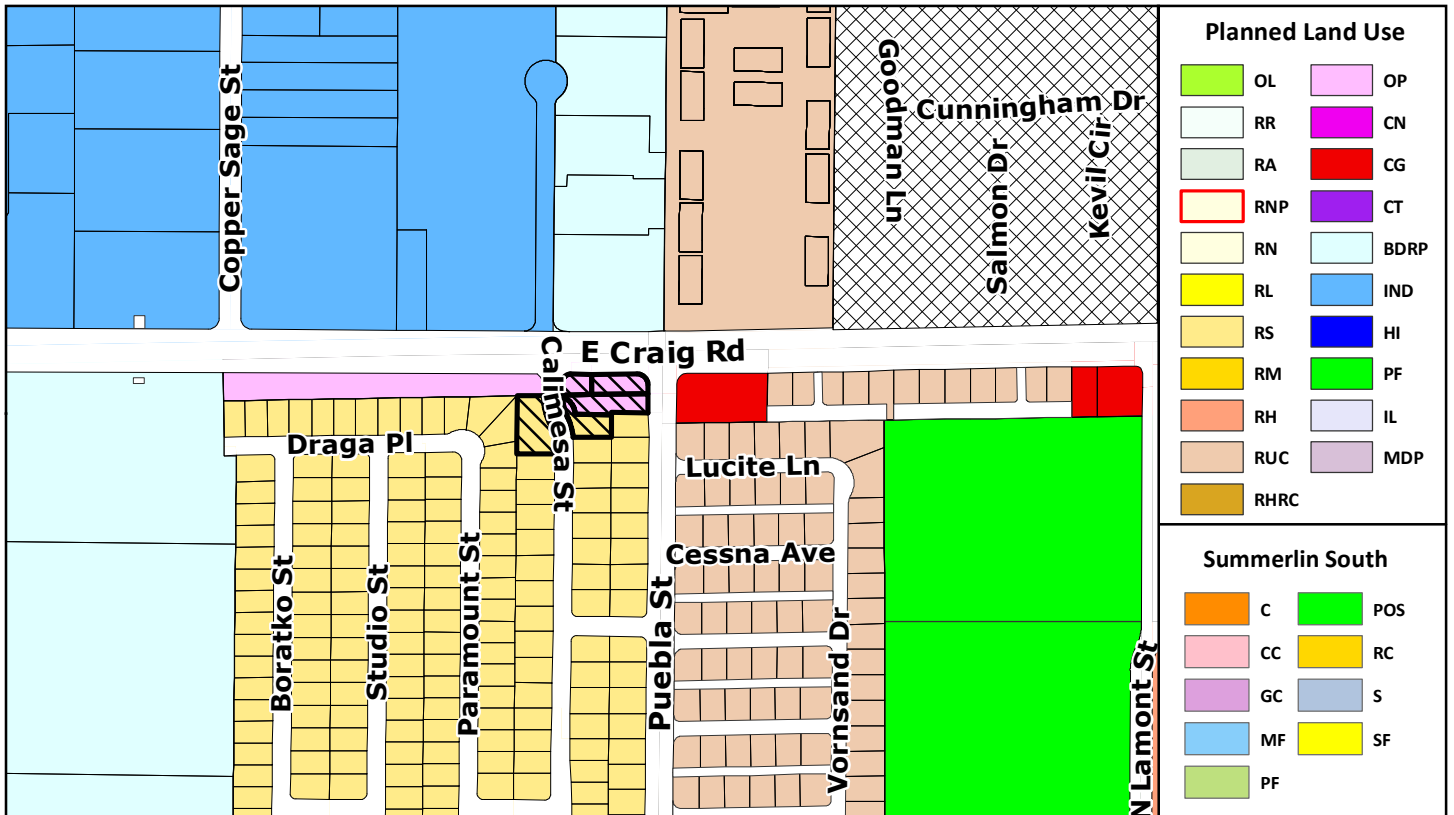 Copper Sage St
Goodman Ln
Cunningham Dr
Salmon Dr
Kevil Cir
E Craig Rd
Calimesa St
Draga Pl
Lucite Ln
Cessna Ave
Boratko St
Studio St
Paramount St
Puebla St
Vornsand Dr
N Lamont St
Planned Land Use
OL
OP
RR
CN
RA
CG
RNP
CT
RN
BDRP
RL
IND
RS
HI
RM
PF
RH
IL
RUC
MDP
RHRC
Summerlin South
C
POS
CC
RC
GC
S
MF
SF
PF